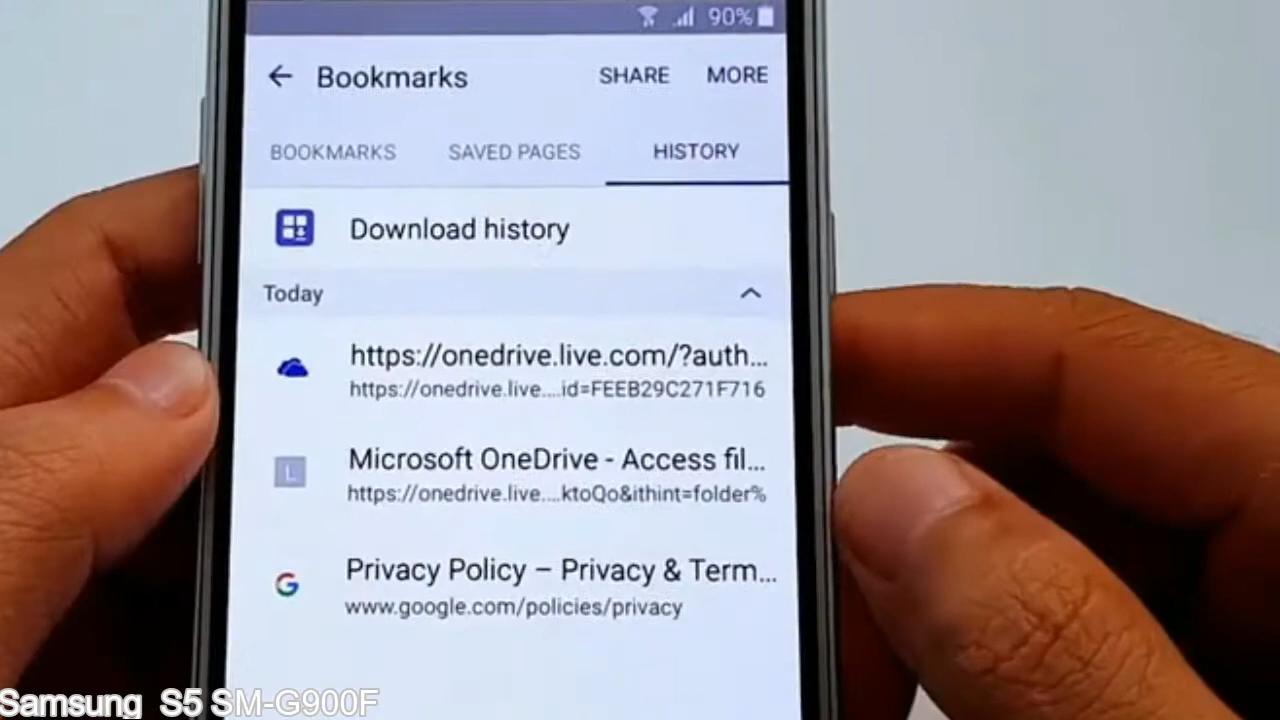 90%
Bookmarks SHARE MORE
BOOKMARKS SAVED PAGES HISTORY
Download history
Today
https://onedrive.live.com/?auth...
https://onedrive.live....id=FEEB29C271F716
L
Microsoft OneDrive - Access fil...
https://onedrive.live....ktoQo&ithint=folder%
G
Privacy Policy – Privacy & Term...
www.google.com/policies/privacy
Samsung S5 SM-G900F